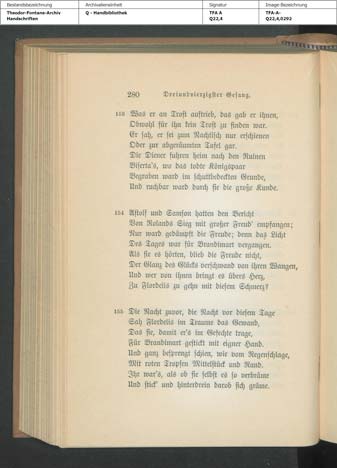 Bestandsbezeichnung
Archivalieneinheit
Signatur
Image-Bezeichnung
Theodor-Fontane-Archiv
Handschriften
Q - Handbibliothek
TFA A
Q22,4
TFA-A-
Q22,4,0292
280 Dreiundvierzigster Gesang.
153 Was er an Trost auftrieb, das gab er ihnen,
Obwohl für ihn kein Trost zu finden war.
Er sah, er sei zum Nachtisch nur erschienen
Oder zur abgeräumten Tafel gar.
Die Diener fuhren heim nach den Ruinen
Biserta's, wo das todte Königspaar
Begraben ward im schuttbedeckten Grunde,
Und ruchbar ward durch sie die große Kunde.
154 Astolf und Samson hatten den Bericht
Von Rolands Sieg mit großer Freud' empfangen;
Nur ward gedämpft die Freude; denn das Licht
Des Tages war für Brandimart vergangen.
Als sie es hörten, blieb die Freude nicht,
Der Glanz des Glücks verschwand von ihren Wangen,
Und wer von ihnen bringt es übers Herz,
Zu Flordelis zu gehn mit diesem Schmerz?
155 Die Nacht zuvor, die Nacht vor diesem Tage
Sah Flordelis im Traume das Gewand,
Das sie, damit er's im Gefechte trage,
Für Brandimart gestickt mit eigner Hand.
Und ganz besprengt schien, wie vom Regenschlage,
Mit roten Tropfen Mittelstück und Rand.
Ihr war's, als ob sie selbst es so verbräme
Und stick' und hinterdrein darob sich gräme.